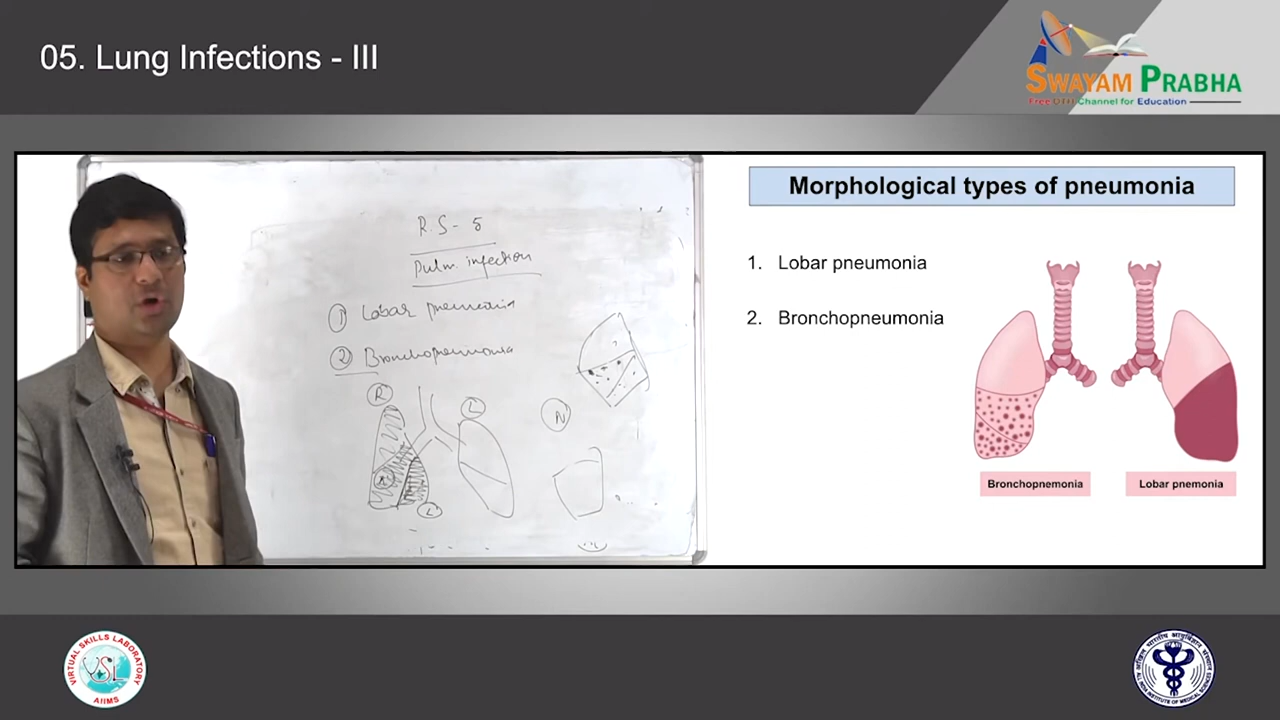 05. Lung Infections - III
SWAYAM PRABHA
Free DTH Channel for Education
R.S- 5
Pulm. infection
① Lobar pneumonia
② Bronchopneumonia
R
L
N
L
Morphological types of pneumonia
1. Lobar pneumonia
2. Bronchopneumonia
Bronchopnemonia
Lobar pnemonia
VIRTUAL SKILLS LABORATORY
VSL
AIIMS